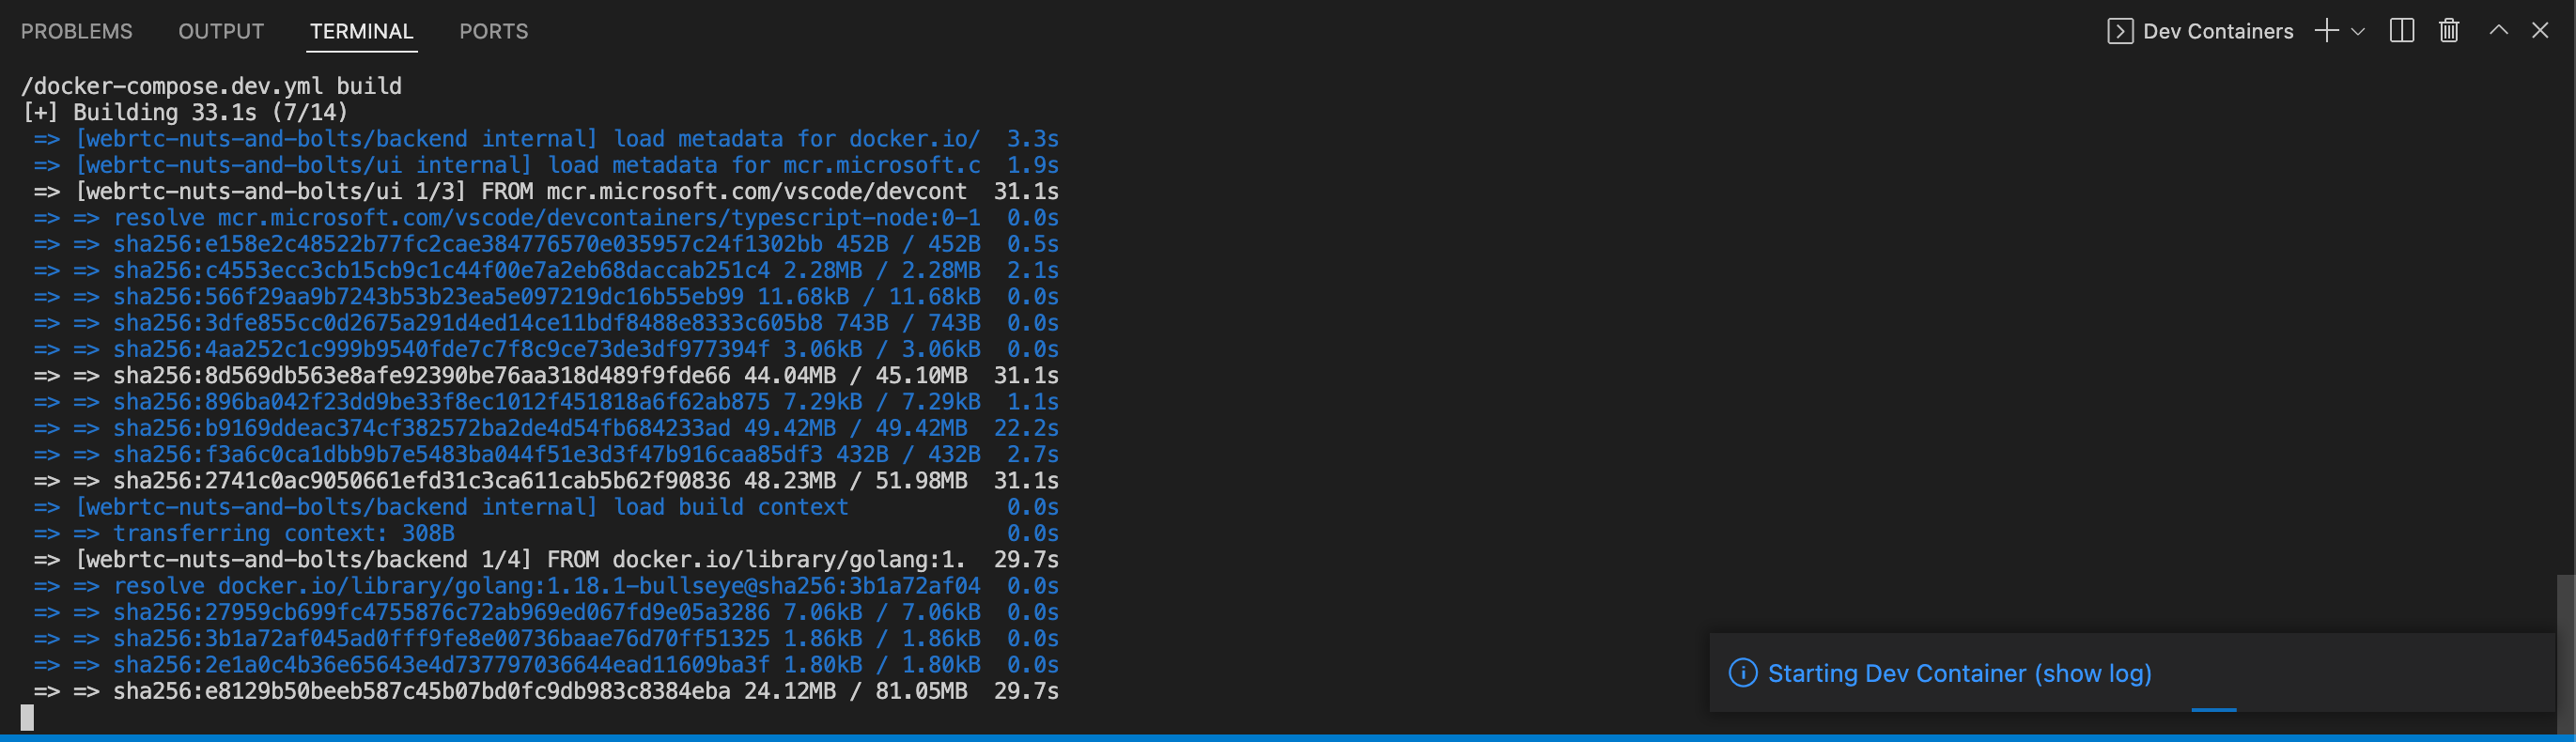 PROBLEMS OUTPUT TERMINAL PORTS Dev Containers
/docker-compose.dev.yml build
[+] Building 33.1s (7/14)
=> [webrtc-nuts-and-bolts/backend internal] load metadata for docker.io/ 3.3s
=> [webrtc-nuts-and-bolts/ui internal] load metadata for mcr.microsoft.c 1.9s
=> [webrtc-nuts-and-bolts/ui 1/3] FROM mcr.microsoft.com/vscode/devcont 31.1s
=> => resolve mcr.microsoft.com/vscode/devcontainers/typescript-node:0-1 0.0s
=> => sha256:e158e2c48522b77fc2cae384776570e035957c24f1302bb 452B / 452B 0.5s
=> => sha256:c4553ecc3cb15cb9c1c44f00e7a2eb68daccab251c4 2.28MB / 2.28MB 2.1s
=> => sha256:566f29aa9b7243b53b23ea5e097219dc16b55eb99 11.68kB / 11.68kB 0.0s
=> => sha256:3dfe855cc0d2675a291d4ed14ce11bdf8488e8333c605b8 743B / 743B 0.0s
=> => sha256:4aa252c1c999b9540fde7c7f8c9ce73de3df977394f 3.06kB / 3.06kB 0.0s
=> => sha256:8d569db563e8afe92390be76aa318d489f9fde66 44.04MB / 45.10MB 31.1s
=> => sha256:896ba042f23dd9be33f8ec1012f451818a6f62ab875 7.29kB / 7.29kB 1.1s
=> => sha256:b9169ddeac374cf382572ba2de4d54fb684233ad 49.42MB / 49.42MB 22.2s
=> => sha256:f3a6c0ca1dbb9b7e5483ba044f51e3d3f47b916caa85df3 432B / 432B 2.7s
=> => sha256:2741c0ac9050661efd31c3ca611cab5b62f90836 48.23MB / 51.98MB 31.1s
=> [webrtc-nuts-and-bolts/backend internal] load build context 0.0s
=> => transferring context: 308B 0.0s
=> [webrtc-nuts-and-bolts/backend 1/4] FROM docker.io/library/golang:1. 29.7s
=> => resolve docker.io/library/golang:1.18.1-bullseye@sha256:3b1a72af04 0.0s
=> => sha256:27959cb699fc4755876c72ab969ed067fd9e05a3286 7.06kB / 7.06kB 0.0s
=> => sha256:3b1a72af045ad0fff9fe8e00736baae76d70ff51325 1.86kB / 1.86kB 0.0s
=> => sha256:2e1a0c4b36e65643e4d737797036644ead11609ba3f 1.80kB / 1.80kB 0.0s
=> => sha256:e8129b50beeb587c45b07bd0fc9db983c8384eba 24.12MB / 81.05MB 29.7s
Starting Dev Container (show log)